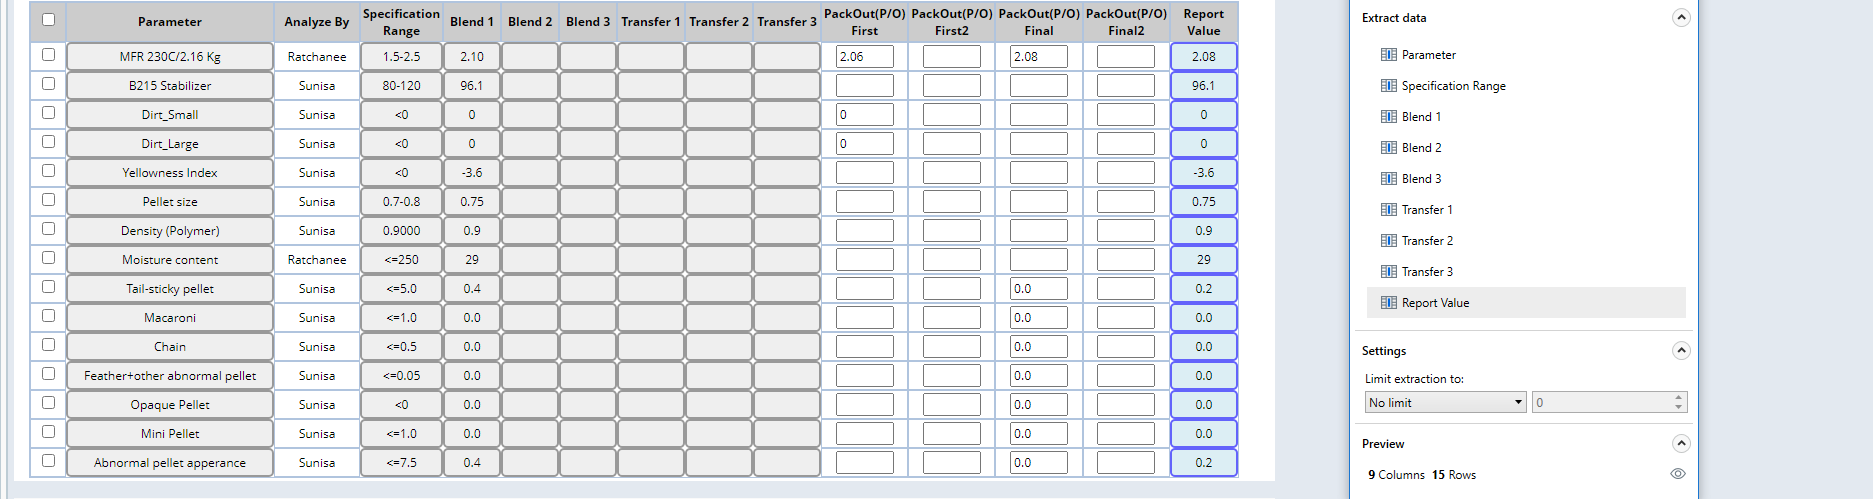 Parameter Analyze By Specification Range Blend 1 Blend 2 Blend 3 Transfer 1 Transfer 2 Transfer 3 PackOut(P/O) First PackOut(P/O) First2 PackOut(P/O) Final PackOut(P/O) Final2 Report Value
MFR 230C/2.16 Kg Ratchanee 1.5-2.5 2.10 2.06 2.08 2.08
B215 Stabilizer Sunisa 80-120 96.1 96.1
Dirt_Small Sunisa <0 0 0 0
Dirt_Large Sunisa <0 0 0 0
Yellowness Index Sunisa <0 -3.6 -3.6
Pellet size Sunisa 0.7-0.8 0.75 0.75
Density (Polymer) Sunisa 0.9000 0.9 0.9
Moisture content Ratchanee <=250 29 29
Tail-sticky pellet Sunisa <=5.0 0.4 0.0 0.2
Macaroni Sunisa <=1.0 0.0 0.0 0.0
Chain Sunisa <=0.5 0.0 0.0 0.0
Feather+other abnormal pellet Sunisa <=0.05 0.0 0.0 0.0
Opaque Pellet Sunisa <0 0.0 0.0 0.0
Mini Pellet Sunisa <=1.0 0.0 0.0 0.0
Abnormal pellet apperance Sunisa <=7.5 0.4 0.0 0.2
Extract data
Parameter
Specification Range
Blend 1
Blend 2
Blend 3
Transfer 1
Transfer 2
Transfer 3
Report Value
Settings
Limit extraction to:
No limit 0
Preview
9 Columns 15 Rows